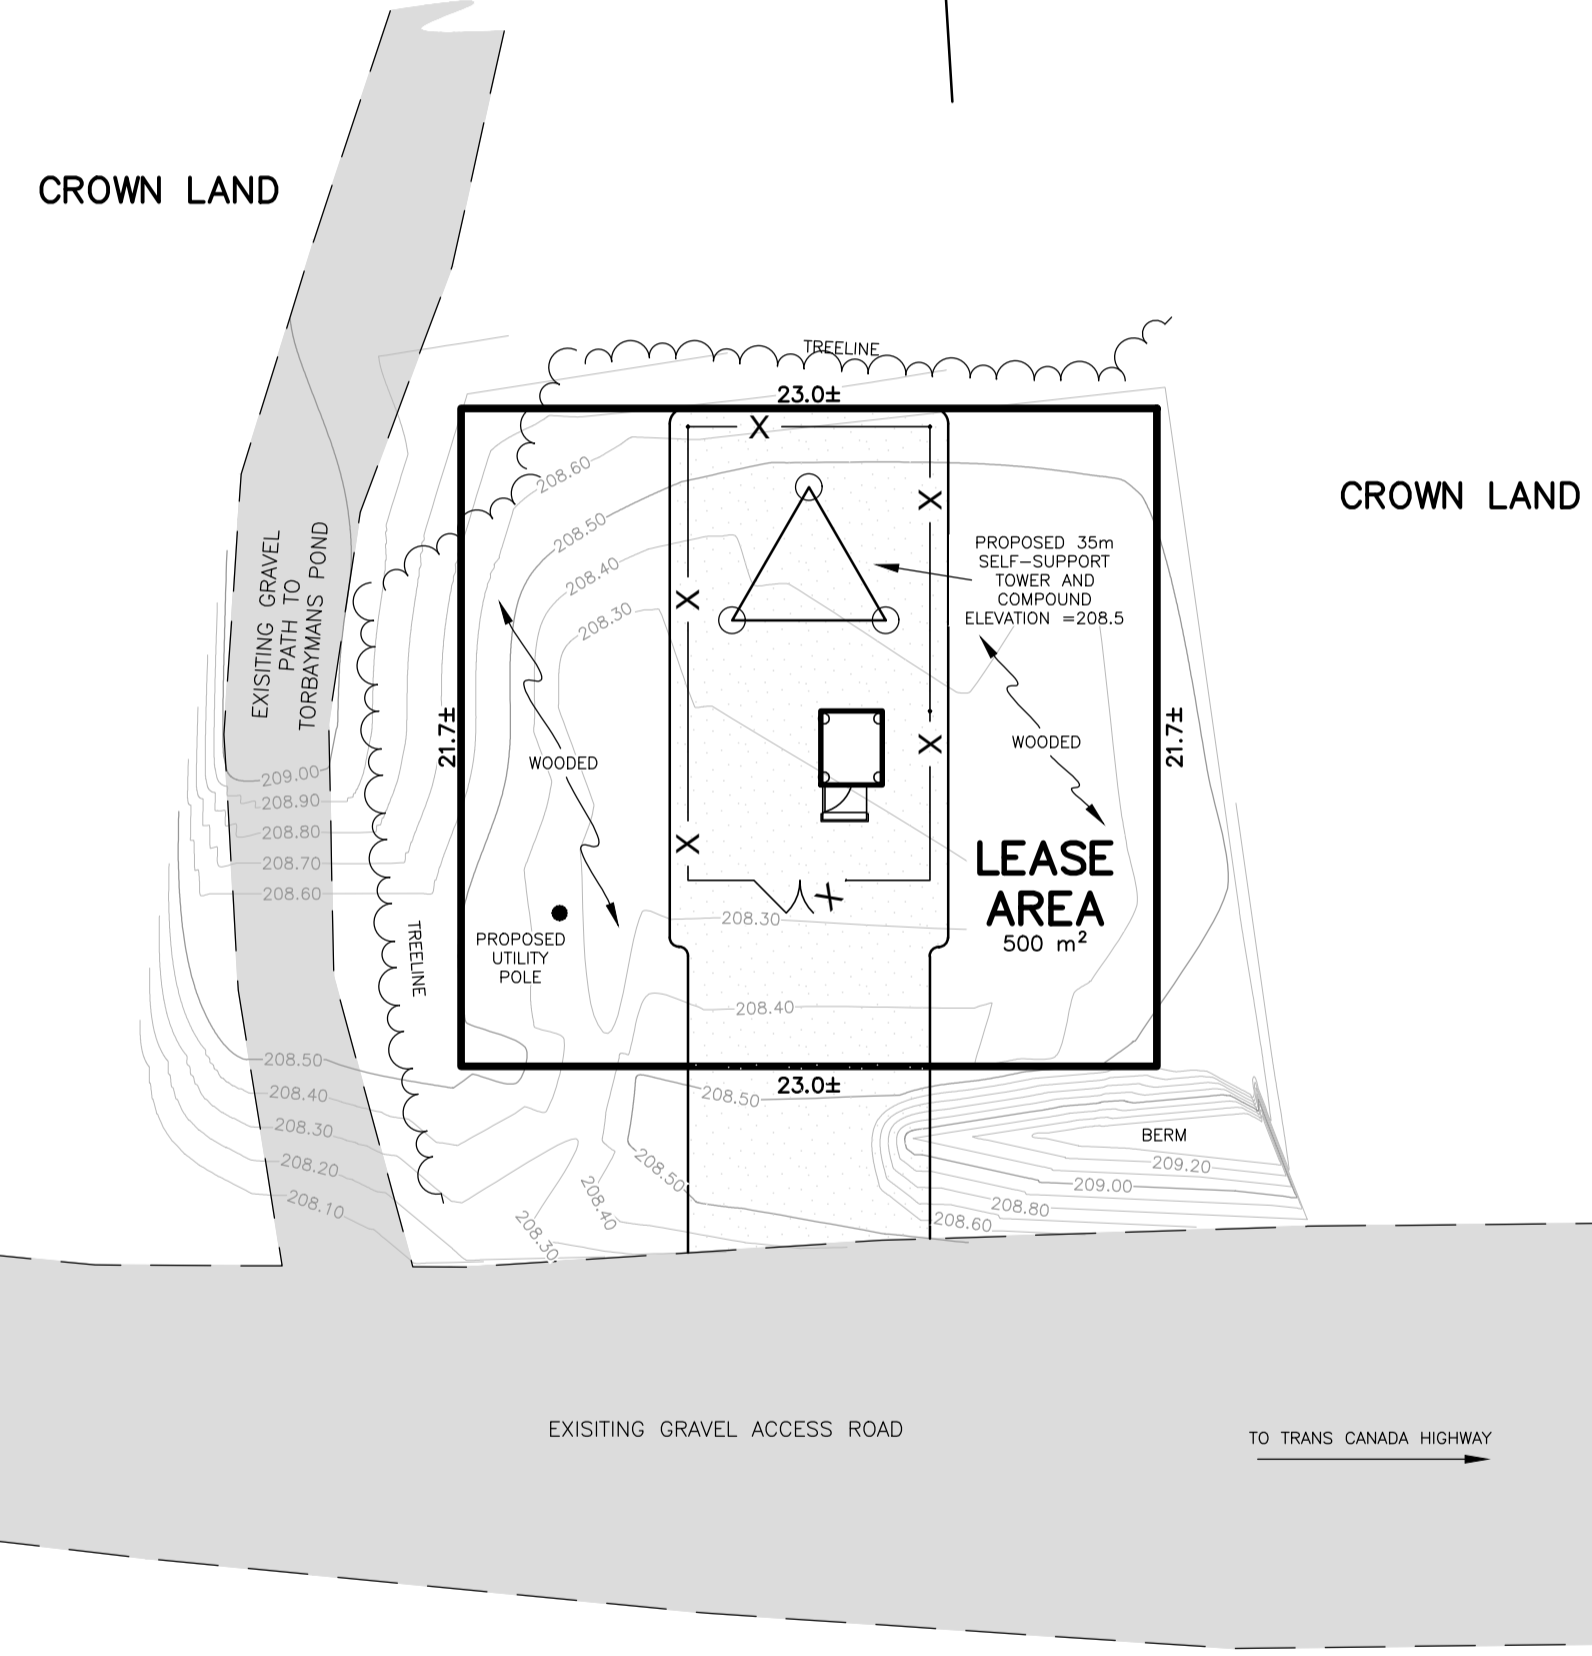 CROWN LAND
TREELINE
23.0±
CROWN LAND
208.60
208.50
208.40
208.30
X
X
X
X
X
X
PROPOSED 35m
SELF-SUPPORT
TOWER AND
COMPOUND
ELEVATION =208.5
EXISITING GRAVEL
PATH TO
TORBAYMANS POND
21.7±
21.7±
WOODED
WOODED
209.00
208.90
208.80
208.70
208.60
LEASE
AREA
500 m²
TREELINE
PROPOSED
UTILITY
POLE
208.30
208.40
208.50
208.40
208.30
208.20
208.10
23.0±
208.50
208.50
208.40
208.30
BERM
209.20
209.00
208.80
208.60
EXISITING GRAVEL ACCESS ROAD
TO TRANS CANADA HIGHWAY